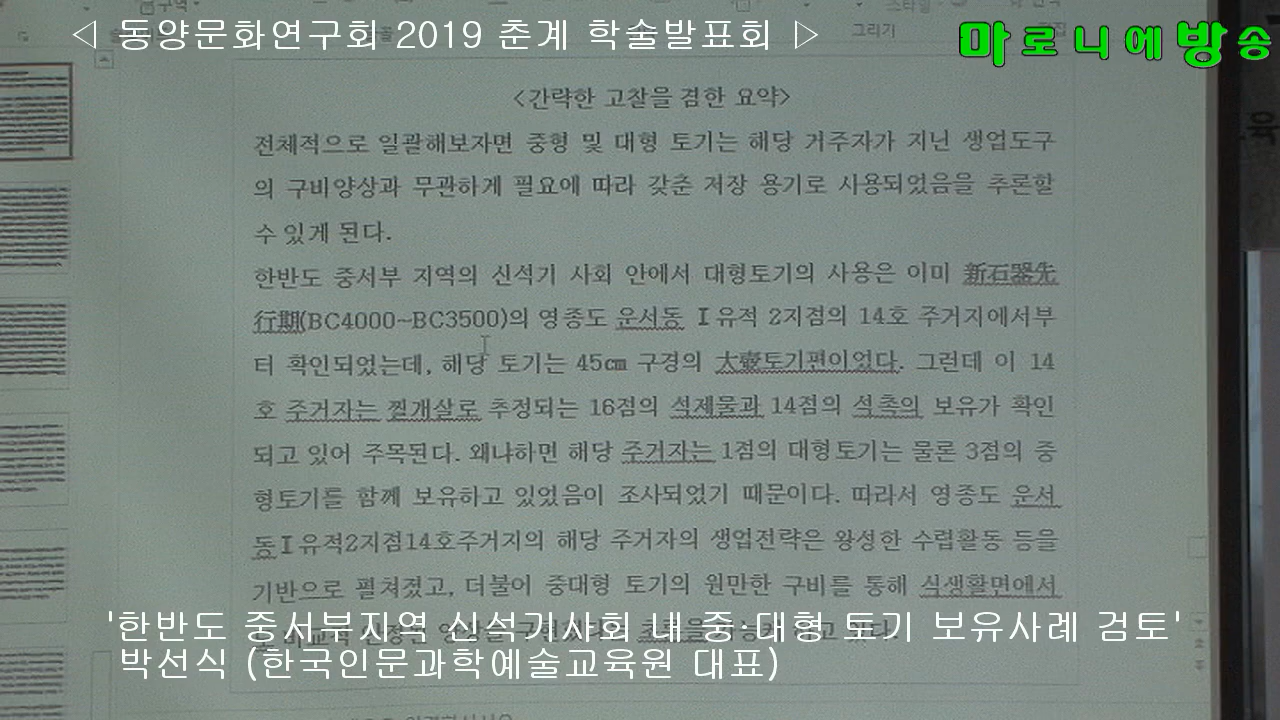 ◁ 동양문화연구회 2019 춘계 학술발표회 ▷
마로니에방송
그리기
<간략한 고찰을 겸한 요약>
전체적으로 일괄해보자면 중형 및 대형 토기는 해당 거주자가 지닌 생업도구
의 구비양상과 무관하게 필요에 따라 갖춘 저장 용기로 사용되었음을 추론할
수 있게 된다.
한반도 중서부 지역의 신석기 사회 안에서 대형토기의 사용은 이미 新石器先
行期(BC4000~BC3500)의 영종도 운서동 Ⅰ유적 2지점의 14호 주거지에서부
터 확인되었는데, 해당 토기는 45㎝ 구경의 大壺토기편이었다. 그런데 이 14
호 주거자는 찔개살로 추정되는 16점의 석제물과 14점의 석촉의 보유가 확인
되고 있어 주목된다. 왜냐하면 해당 주거자는 1점의 대형토기는 물론 3점의 중
형토기를 함께 보유하고 있었음이 조사되었기 때문이다. 따라서 영종도 운서
동Ⅰ유적2지점14호주거지의 해당 주거자의 생업전략은 왕성한 수렵활동 등을
기반으로 펼쳐졌고, 더불어 중대형 토기의 원만한 구비를 통해 식생활면에서
'한반도 중서부지역 신석기사회 내 중·대형 토기 보유사례 검토'
박선식 (한국인문과학예술교육원 대표)